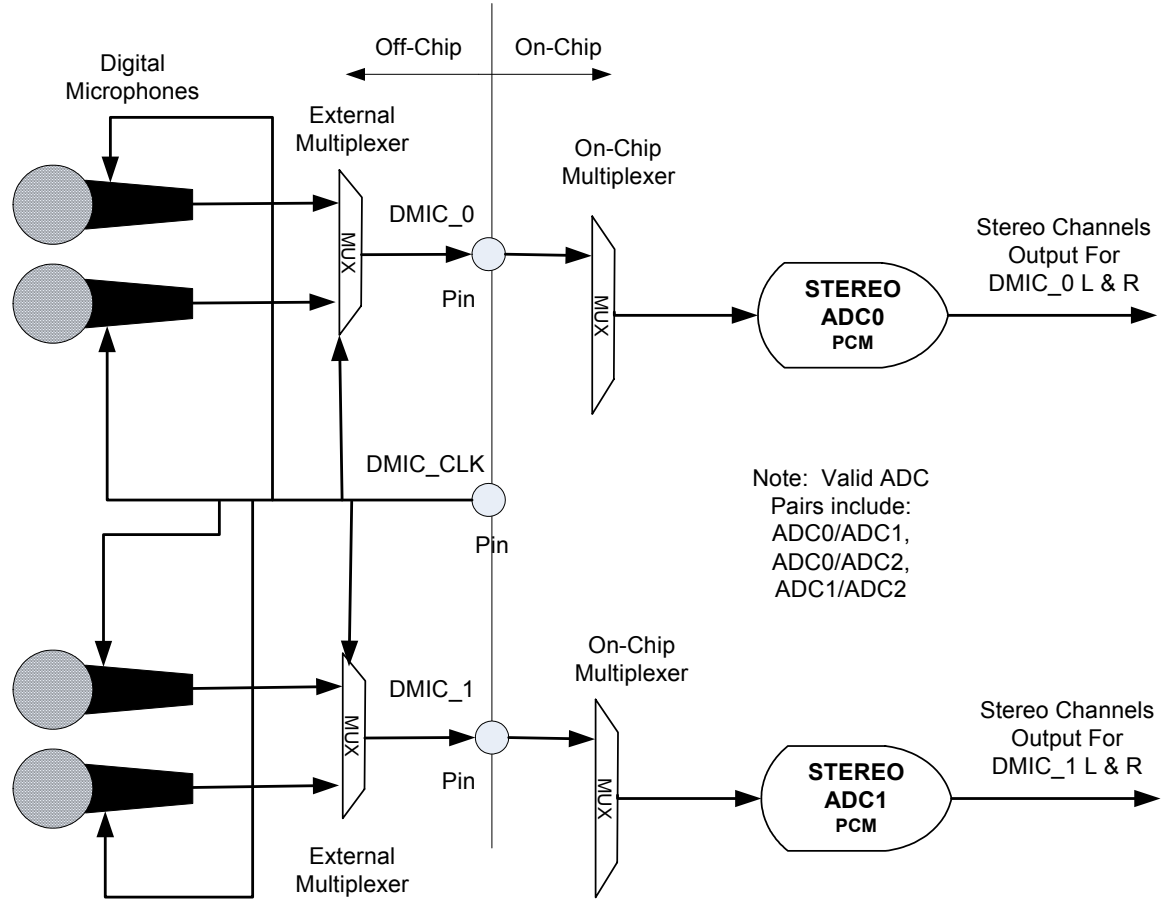 Off-Chip
On-Chip
Digital
Microphones
External
Multiplexer
On-Chip
Multiplexer
DMIC_0
MUX
Pin
MUX
STEREO
ADC0
PCM
Stereo Channels
Output For
DMIC_0 L & R
DMIC_CLK
Pin
Note: Valid ADC
Pairs include:
ADC0/ADC1,
ADC0/ADC2,
ADC1/ADC2
On-Chip
Multiplexer
DMIC_1
MUX
Pin
MUX
STEREO
ADC1
PCM
Stereo Channels
Output For
DMIC_1 L & R
External
Multiplexer